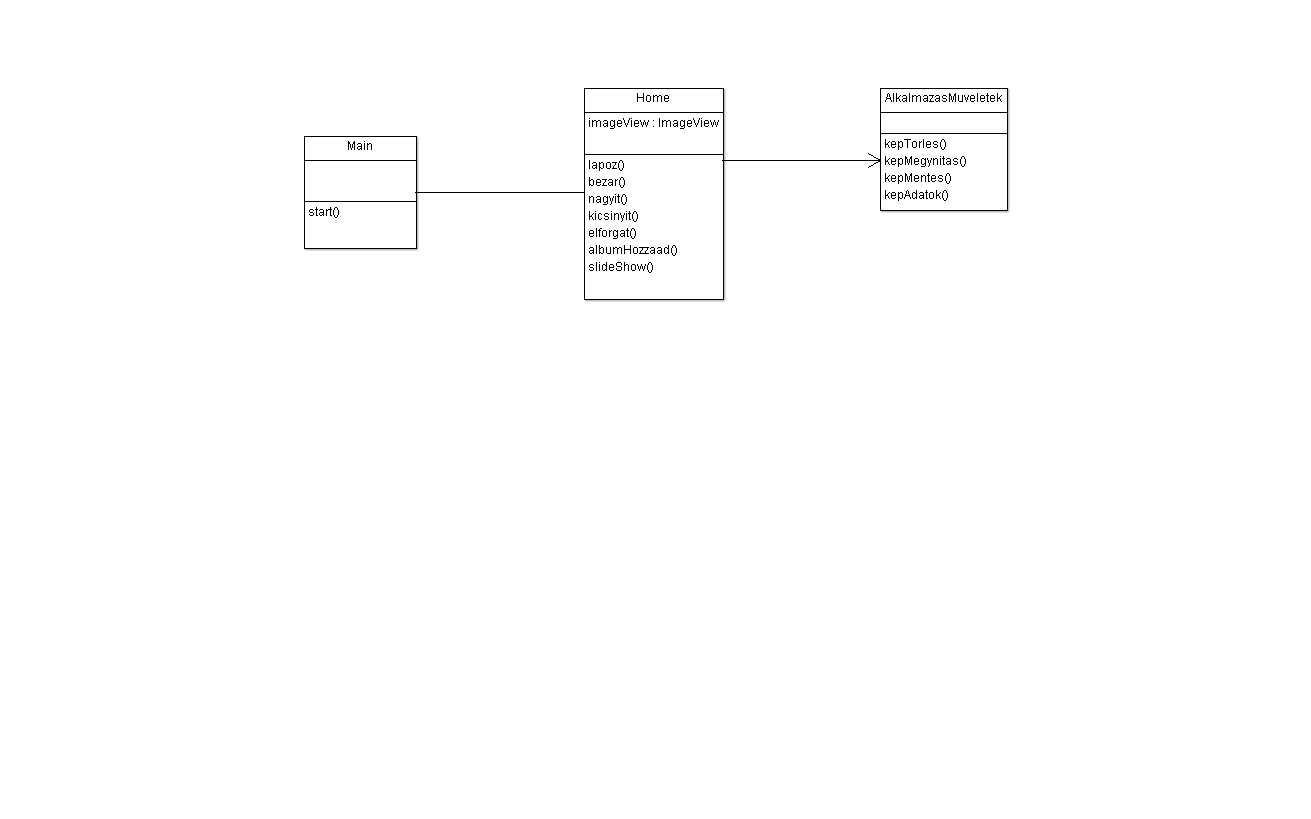 Main
start()
Home
imageView : ImageView
lapoz()
bezar()
nagyit()
kicsinyit()
elforgat()
albumHozzaad()
slideShow()
AlkalmazasMuveletek
kepTorles()
kepMegynitas()
kepMentes()
kepAdatok()